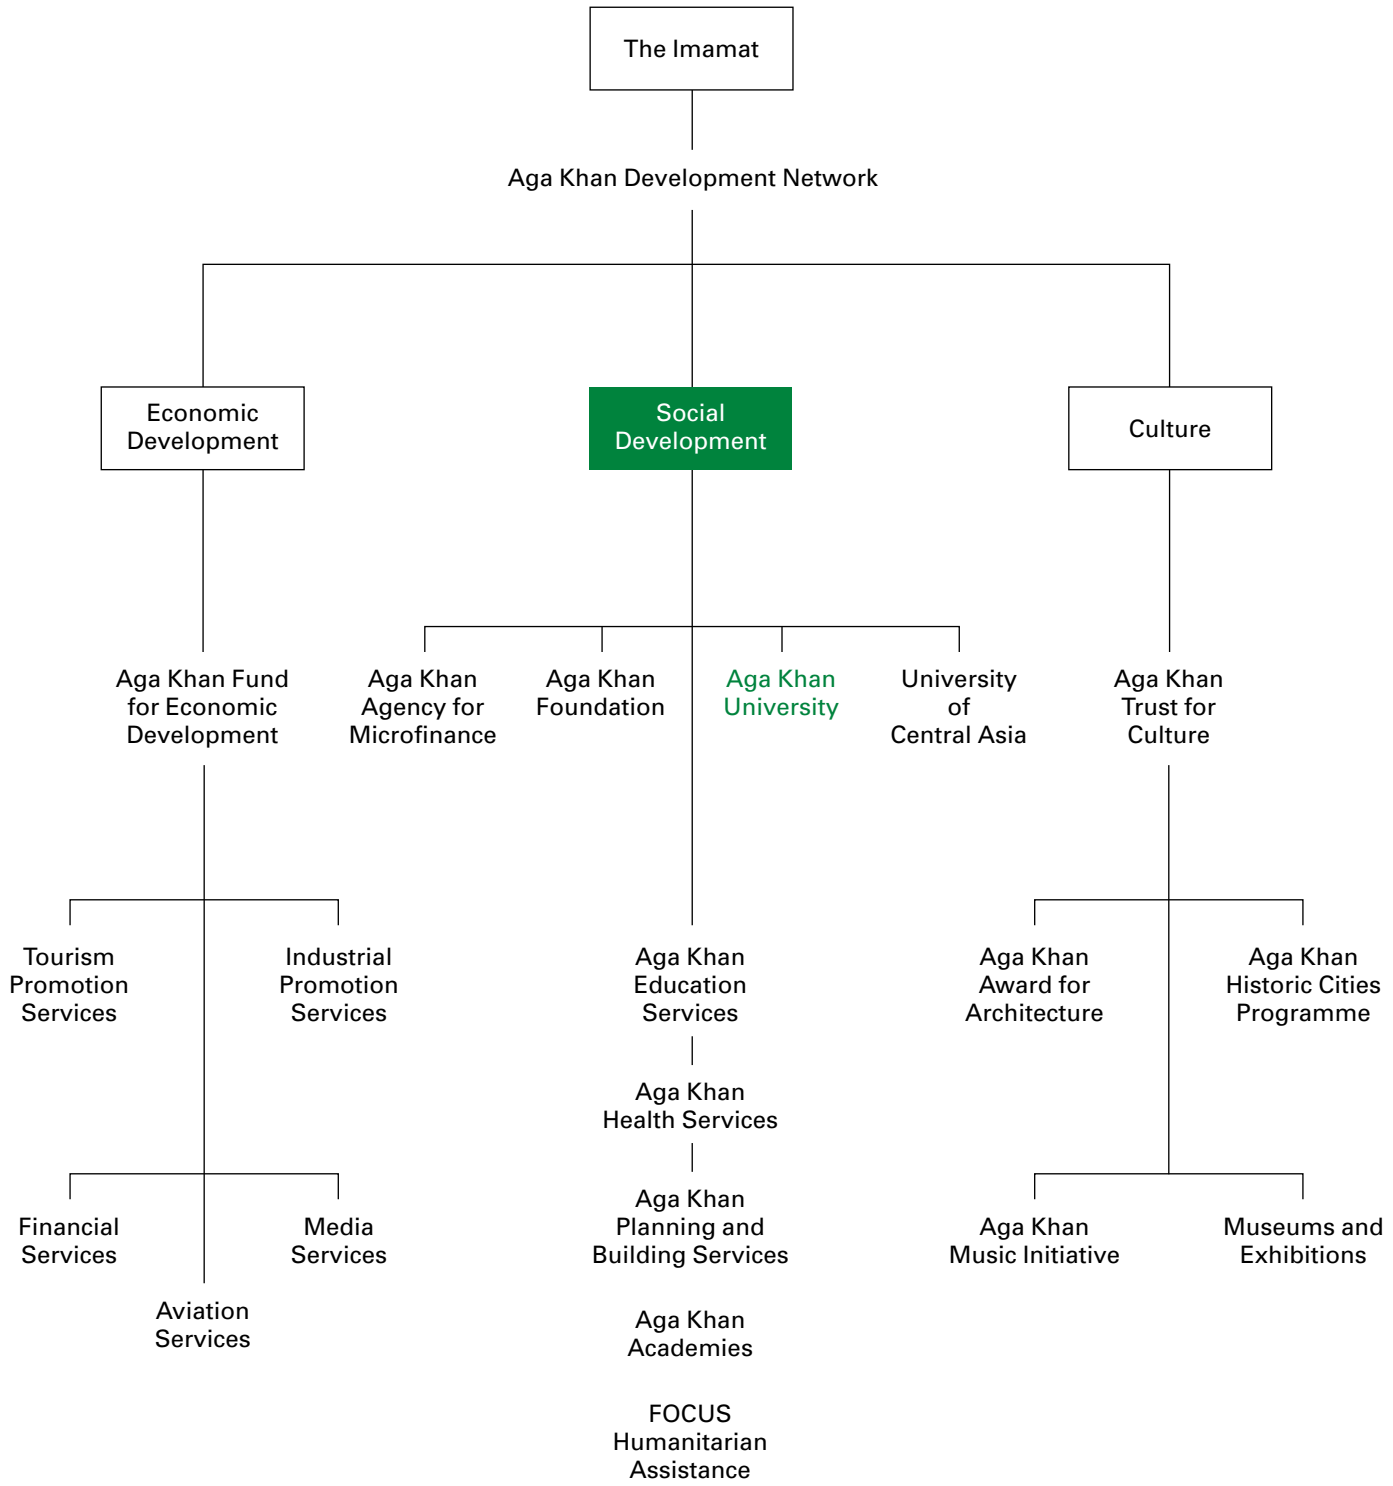 The Imamat
Aga Khan Development Network
Economic
Development
Social
Development
Culture
Aga Khan Fund
for Economic
Development
Aga Khan
Agency for
Microfinance
Aga Khan
Foundation
Aga Khan
University
University
of
Central Asia
Aga Khan
Trust for
Culture
Tourism
Promotion
Services
Industrial
Promotion
Services
Aga Khan
Education
Services
Aga Khan
Award for
Architecture
Aga Khan
Historic Cities
Programme
Aga Khan
Health Services
Financial
Services
Media
Services
Aga Khan
Planning and
Building Services
Aga Khan
Music Initiative
Museums and
Exhibitions
Aviation
Services
Aga Khan
Academies
FOCUS
Humanitarian
Assistance